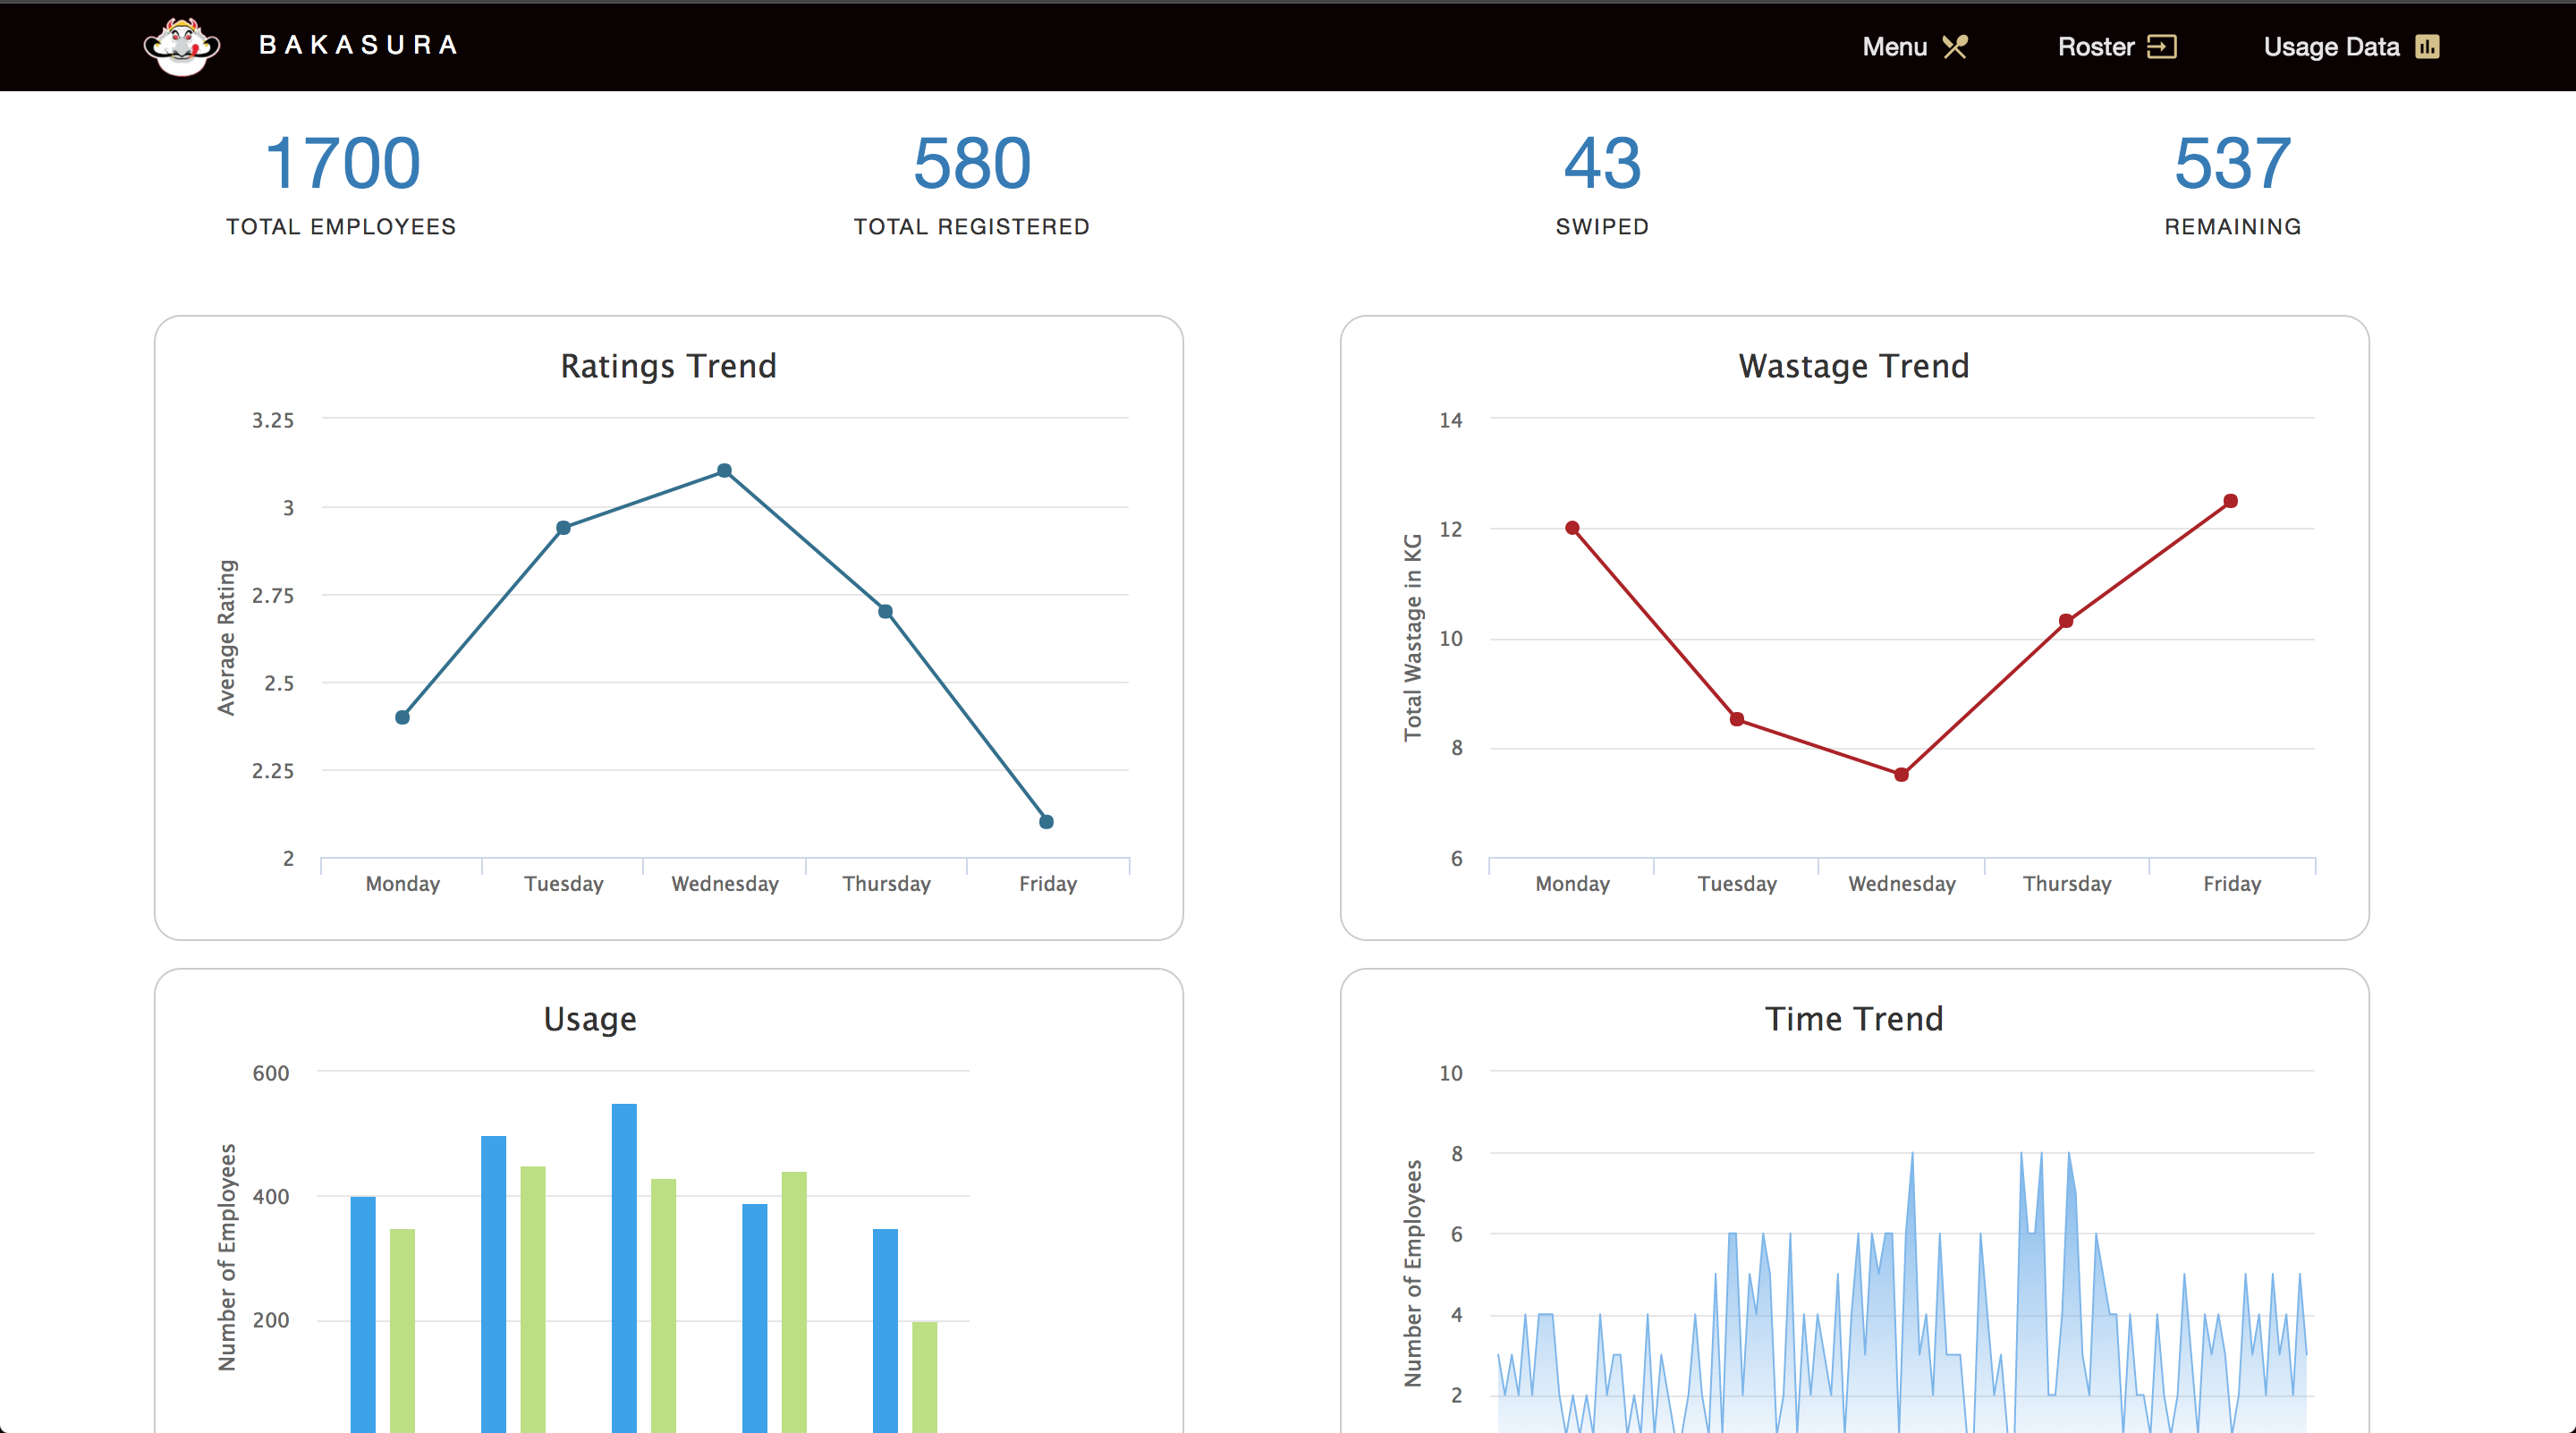 BAKASURA
Menu
Roster
Usage Data
1700
TOTAL EMPLOYEES
580
TOTAL REGISTERED
43
SWIPED
537
REMAINING
Ratings Trend
3.25
3
2.75
2.5
2.25
2
Average Rating
Monday
Tuesday
Wednesday
Thursday
Friday
Wastage Trend
14
12
10
8
6
Total Wastage in KG
Monday
Tuesday
Wednesday
Thursday
Friday
Usage
600
400
200
Number of Employees
Time Trend
10
8
6
4
2
Number of Employees